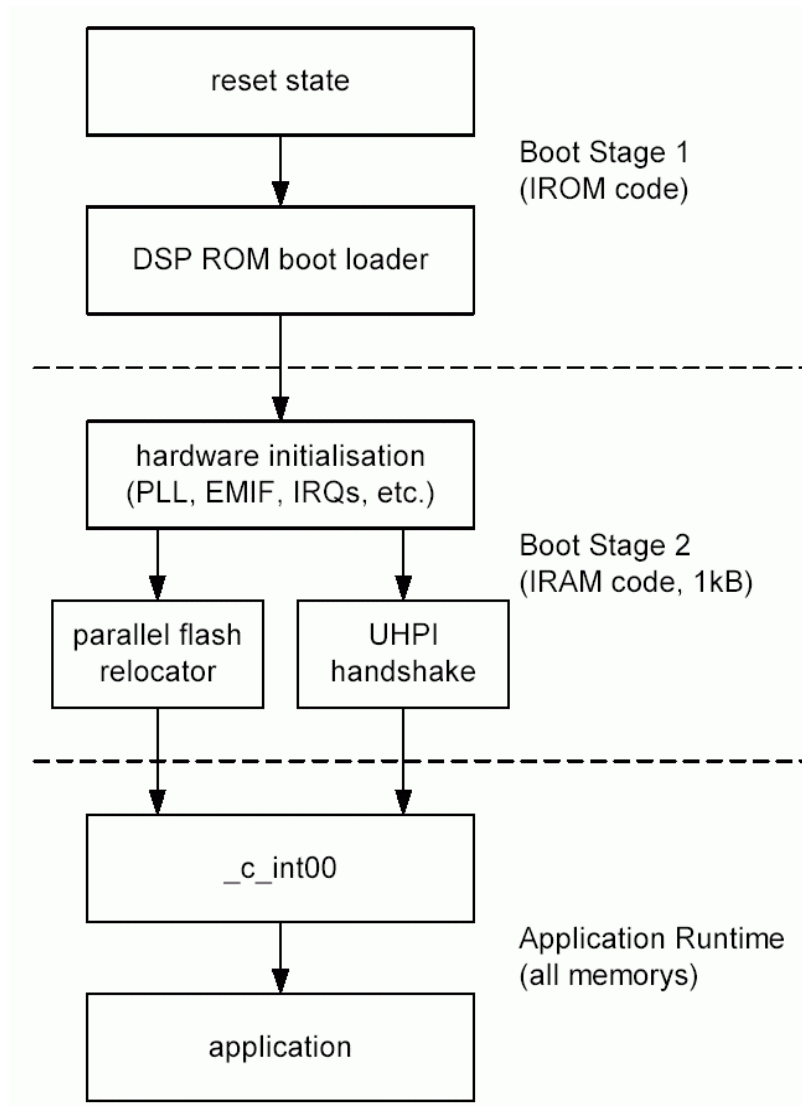 reset state
Boot Stage 1
(IROM code)
DSP ROM boot loader
hardware initialisation
(PLL, EMIF, IRQs, etc.)
Boot Stage 2
(IRAM code, 1kB)
parallel flash
relocator
UHPI
handshake
_c_int00
Application Runtime
(all memorys)
application